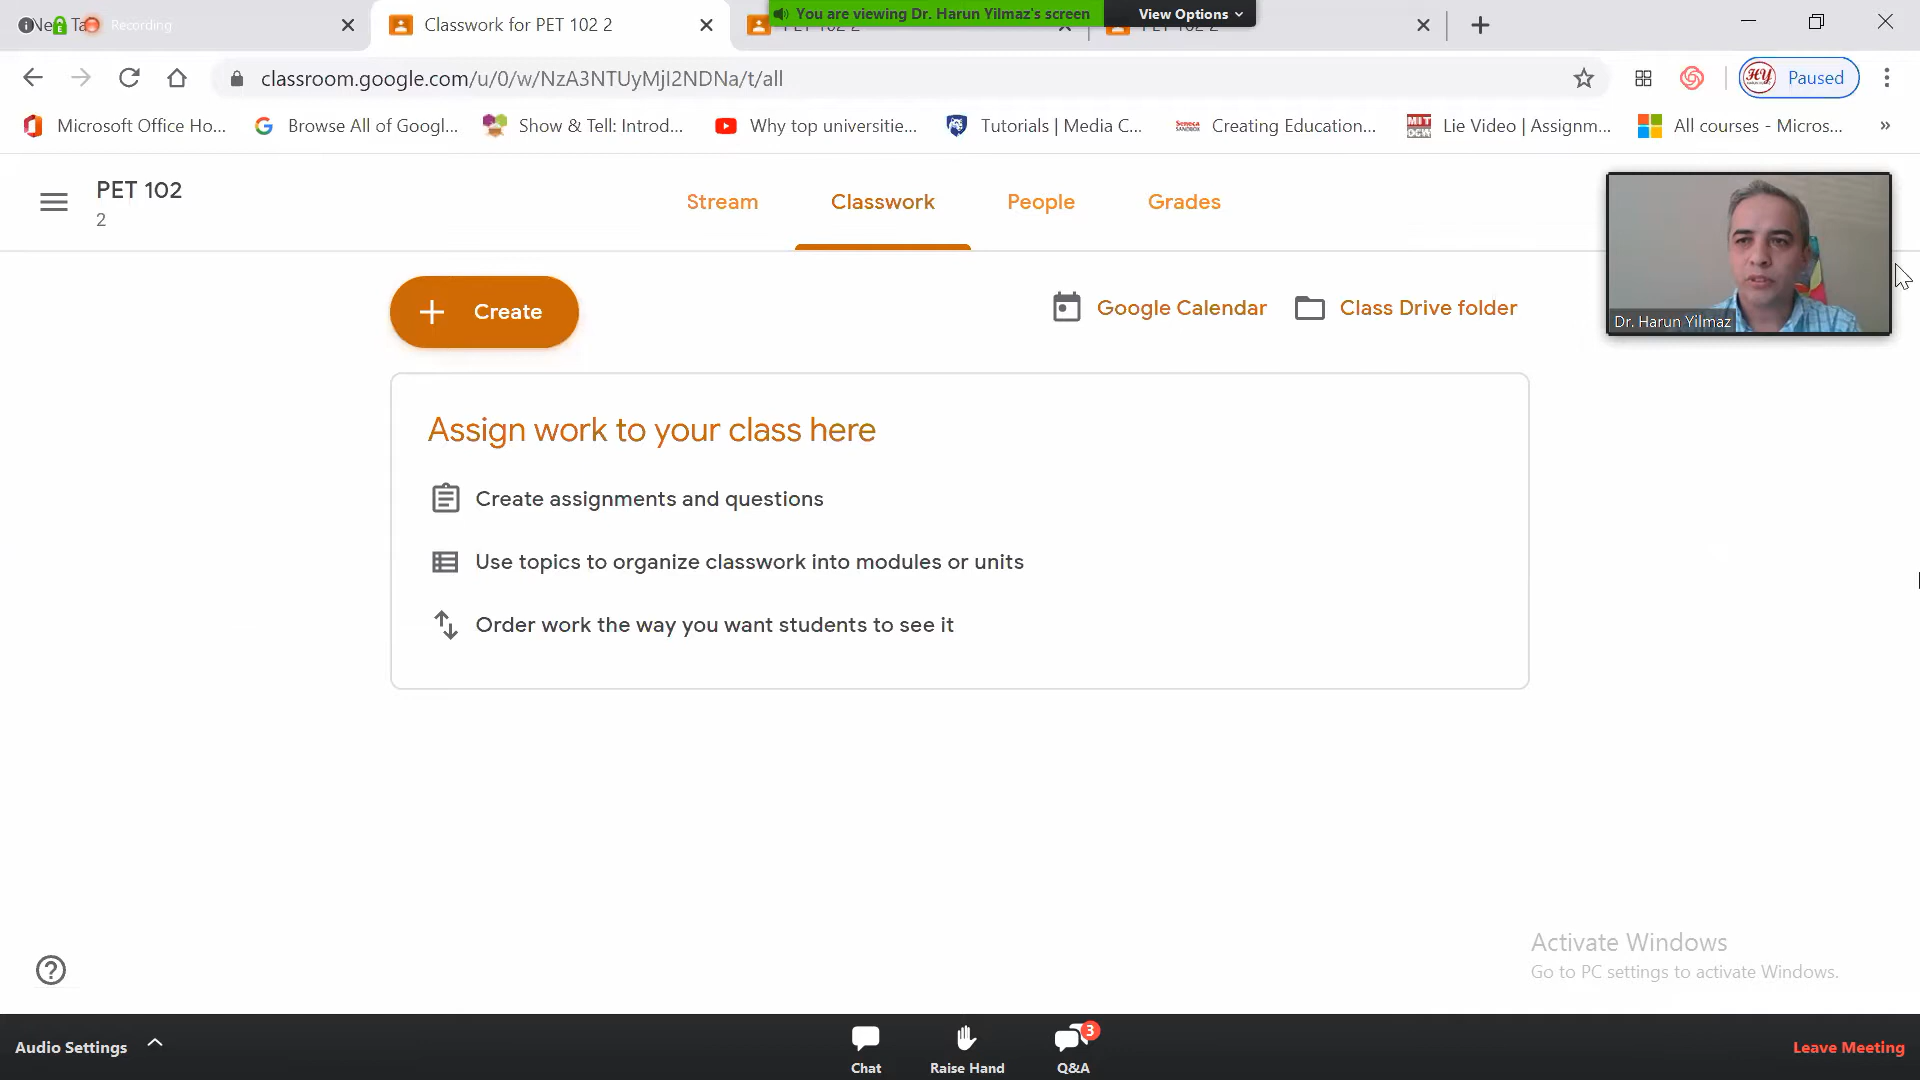 Recording
Classwork for PET 102 2
You are viewing Dr. Harun Yilmaz's screen
View Options
PET 102 2
classroom.google.com/u/0/w/NzA3NTUyMjI2NDNa/t/all
Paused
Microsoft Office Ho...
Browse All of Googl...
Show & Tell: Introd...
Why top universitie...
Tutorials | Media C...
Creating Education...
Lie Video | Assignm...
All courses - Micros...
»
PET 102
2
Stream
Classwork
People
Grades
Dr. Harun Yilmaz
Create
Google Calendar
Class Drive folder
Assign work to your class here
Create assignments and questions
Use topics to organize classwork into modules or units
Order work the way you want students to see it
Activate Windows
Go to PC settings to activate Windows.
Audio Settings
Chat
Raise Hand
3
Q&A
Leave Meeting